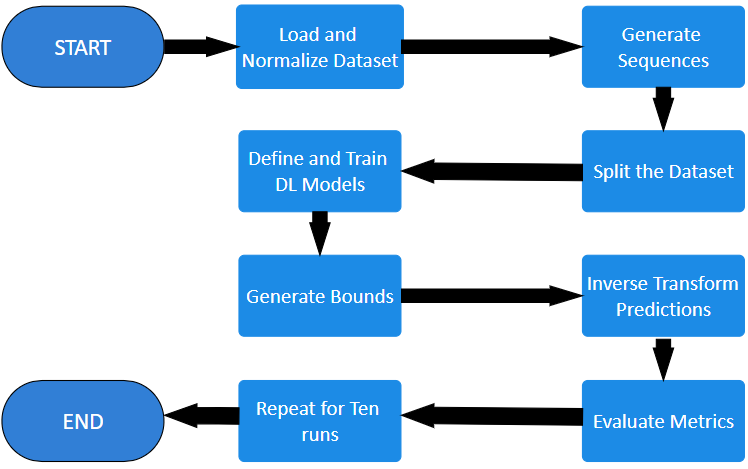 START
Load and
Normalize Dataset
Generate
Sequences
Split the Dataset
Define and Train
DL Models
Generate Bounds
Inverse Transform
Predictions
Evaluate Metrics
Repeat for Ten
runs
END